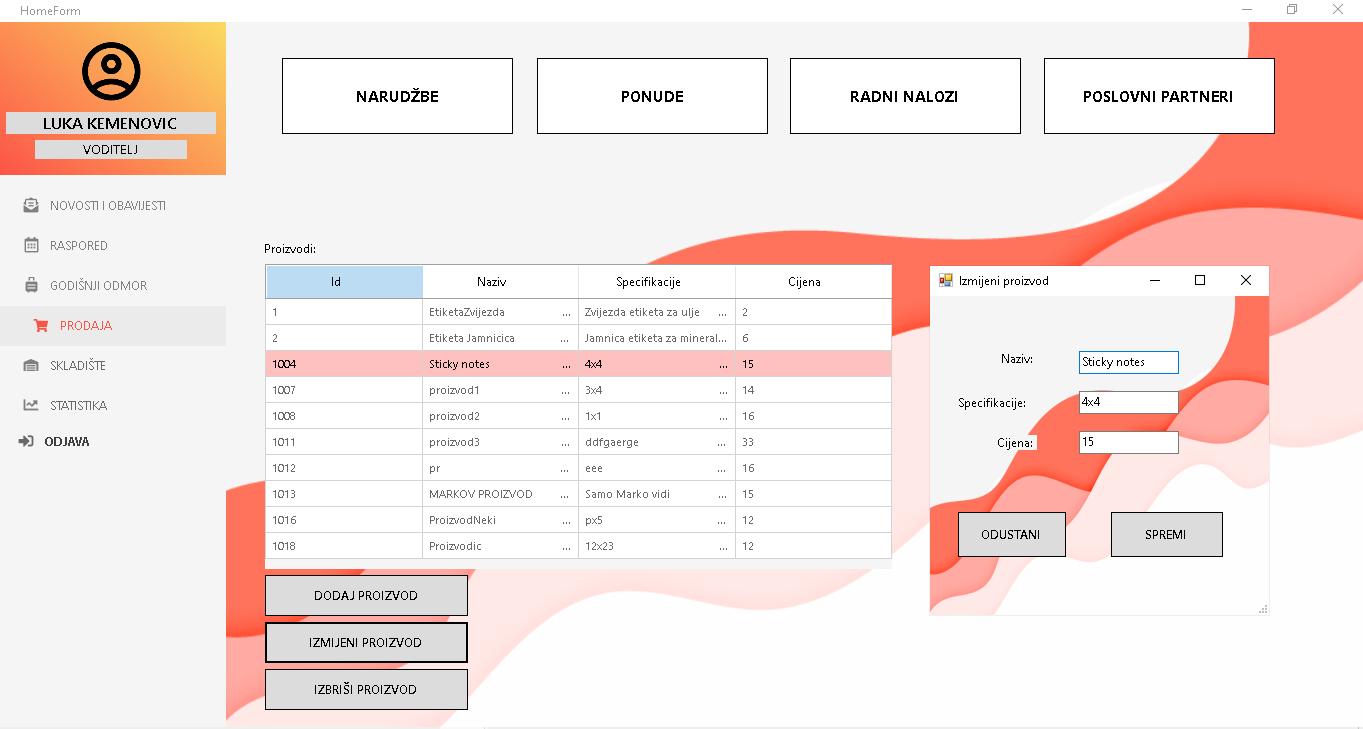 HomeForm
LUKA KEMENOVIC
VODITELJ
NOVOSTI I OBAVIJESTI
RASPORED
GODIŠNJI ODMOR
PRODAJA
SKLADIŠTE
STATISTIKA
ODJAVA
NARUDŽBE PONUDE RADNI NALOZI POSLOVNI PARTNERI
Proizvodi:
Id Naziv Specifikacije Cijena
1 EtiketaZvijezda ... Zvijezda etiketa za ulje ... 2
2 Etiketa Jamnicica ... Jamnica etiketa za mineral... 6
1004 Sticky notes ... 4x4 ... 15
1007 proizvod1 ... 3x4 ... 14
1008 proizvod2 ... 1x1 ... 16
1011 proizvod3 ... ddfgaerge ... 33
1012 pr ... eee ... 16
1013 MARKOV PROIZVOD ... Samo Marko vidi ... 15
1016 ProizvodNeki ... px5 ... 12
1018 Proizvodic ... 12x23 ... 12
DODAJ PROIZVOD
IZMIJENI PROIZVOD
IZBRIŠI PROIZVOD
Izmijeni proizvod
Naziv: Sticky notes
Specifikacije: 4x4
Cijena: 15
ODUSTANI SPREMI